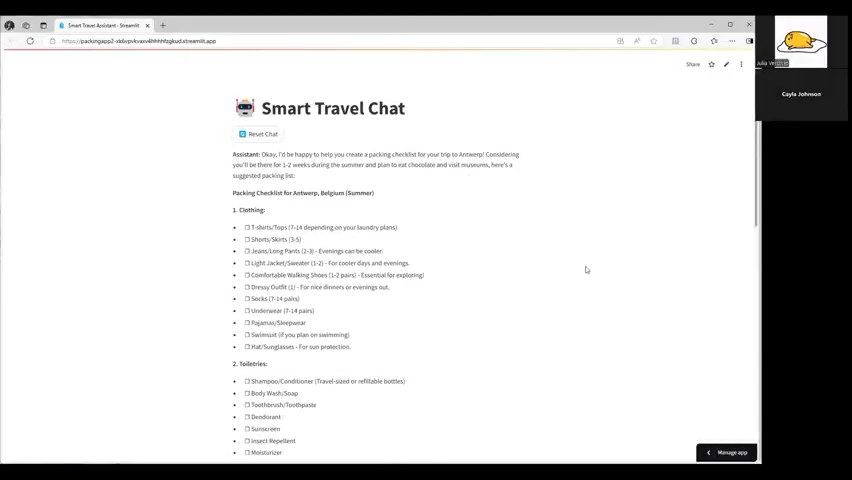 Smart Travel Assistant - Streamlit
Smart Travel Chat
Share
Reset Chat
Assistant: Okay, I'd be happy to help you create a packing checklist for your trip to Antwerp! Considering
you'll be there for 1-2 weeks during the summer and plan to eat chocolate and visit museums, here's a
suggested packing list:
Packing Checklist for Antwerp, Belgium (Summer)
1. Clothing:
• ☐ T-shirts/Tops (7-14 depending on your laundry plans)
• ☐ Shorts/Skirts (3-5)
• ☐ Jeans/Long Pants (2-3) - Evenings can be cooler.
• ☐ Light Jacket/Sweater (1-2) - For cooler days and evenings.
• ☐ Comfortable Walking Shoes (1-2 pairs) - Essential for exploring!
• ☐ Dressy Outfit (1) - For nice dinners or evenings out.
• ☐ Socks (7-14 pairs)
• ☐ Underwear (7-14 pairs)
• ☐ Pajamas/Sleepwear
• ☐ Swimsuit (if you plan on swimming)
• ☐ Hat/Sunglasses - For sun protection.
2. Toiletries:
• ☐ Shampoo/Conditioner (Travel-sized or refillable bottles)
• ☐ Body Wash/Soap
• ☐ Toothbrush/Toothpaste
• ☐ Deodorant
• ☐ Sunscreen
• ☐ Insect Repellent
• ☐ Moisturizer
Manage app
Julia
Cayla Johnson